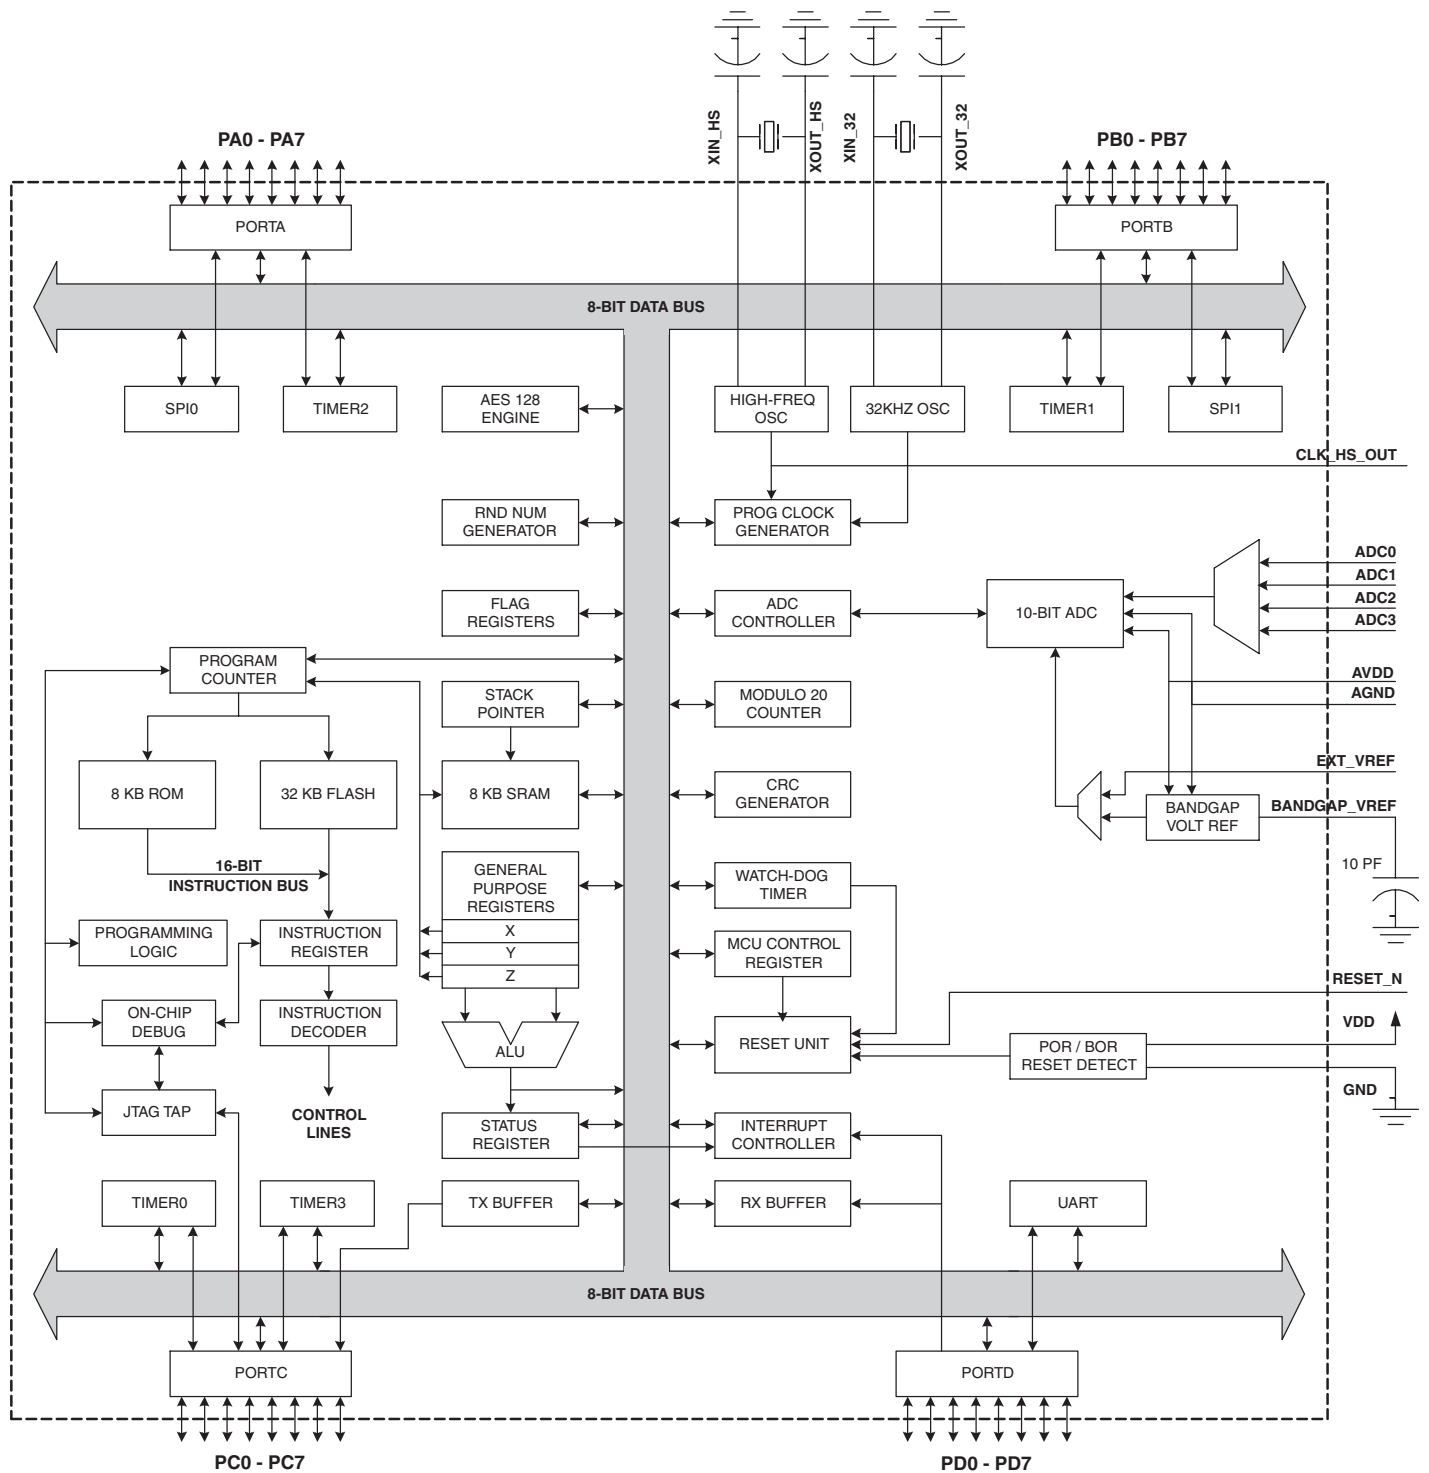 XIN_HS
XOUT_HS
XIN_32
XOUT_32
PA0 - PA7
PB0 - PB7
PORTA
PORTB
8-BIT DATA BUS
SPI0
TIMER2
AES 128
ENGINE
HIGH-FREQ
OSC
32KHZ OSC
TIMER1
SPI1
CLK_HS_OUT
RND NUM
GENERATOR
PROG CLOCK
GENERATOR
ADC0
ADC1
ADC2
ADC3
FLAG
REGISTERS
ADC
CONTROLLER
10-BIT ADC
PROGRAM
COUNTER
STACK
POINTER
MODULO 20
COUNTER
AVDD
AGND
8 KB ROM
32 KB FLASH
8 KB SRAM
CRC
GENERATOR
EXT_VREF
BANDGAP
VOLT REF
BANDGAP_VREF
10 PF
16-BIT
INSTRUCTION BUS
GENERAL
PURPOSE
REGISTERS
X
Y
Z
WATCH-DOG
TIMER
PROGRAMMING
LOGIC
INSTRUCTION
REGISTER
MCU CONTROL
REGISTER
RESET_N
ON-CHIP
DEBUG
INSTRUCTION
DECODER
ALU
RESET UNIT
POR / BOR
RESET DETECT
VDD
GND
JTAG TAP
CONTROL
LINES
STATUS
REGISTER
INTERRUPT
CONTROLLER
TIMER0
TIMER3
TX BUFFER
RX BUFFER
UART
8-BIT DATA BUS
PORTC
PORTD
PC0 - PC7
PD0 - PD7